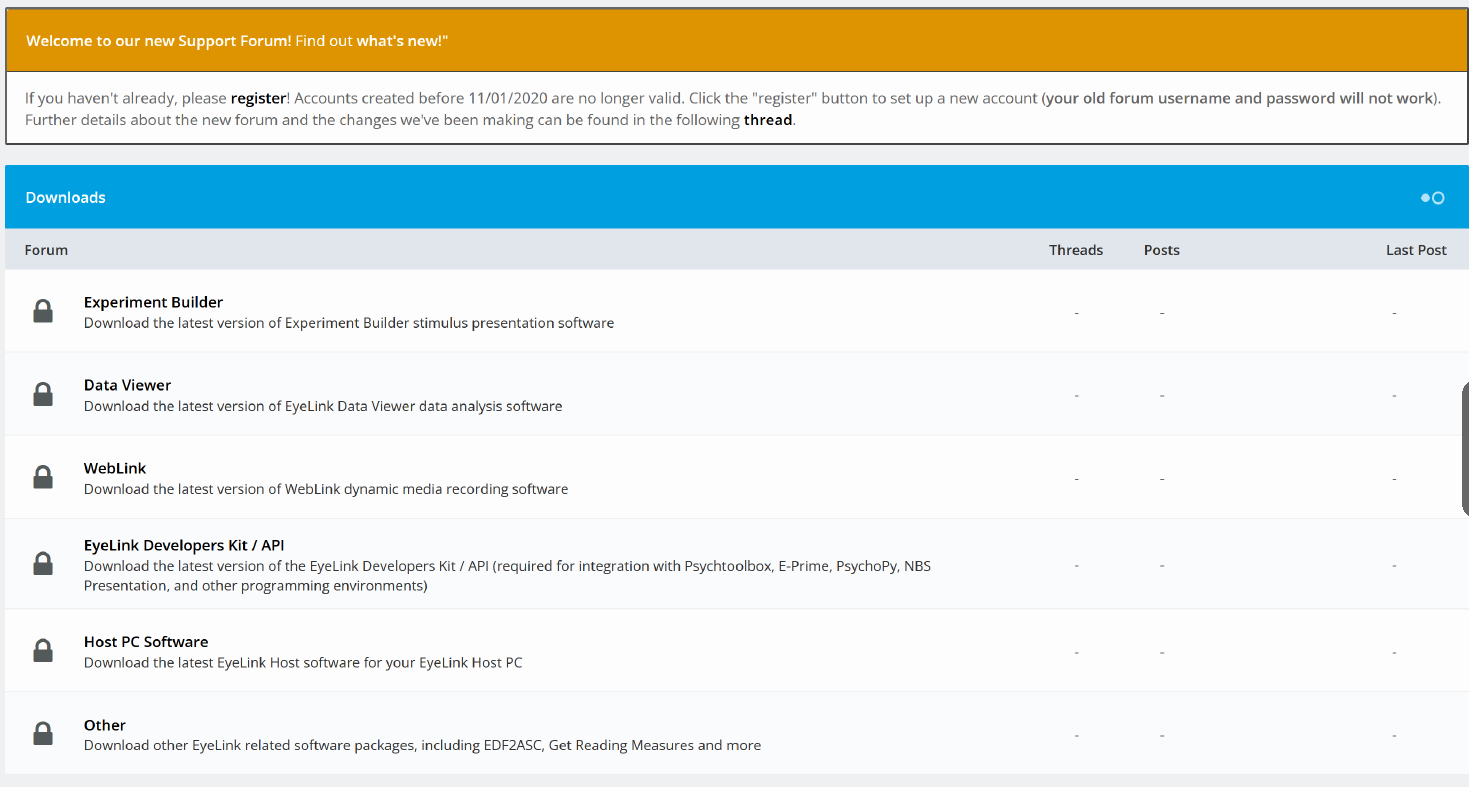 Welcome to our new Support Forum! Find out what's new!"
If you haven't already, please register! Accounts created before 11/01/2020 are no longer valid. Click the "register" button to set up a new account (your old forum username and password will not work).
Further details about the new forum and the changes we've been making can be found in the following thread.
Downloads
Forum Threads Posts Last Post
Experiment Builder
Download the latest version of Experiment Builder stimulus presentation software
- - -
Data Viewer
Download the latest version of EyeLink Data Viewer data analysis software
- - -
WebLink
Download the latest version of WebLink dynamic media recording software
- - -
EyeLink Developers Kit / API
Download the latest version of the EyeLink Developers Kit / API (required for integration with Psychtoolbox, E-Prime, PsychoPy, NBS
Presentation, and other programming environments)
- - -
Host PC Software
Download the latest EyeLink Host software for your EyeLink Host PC
- - -
Other
Download other EyeLink related software packages, including EDF2ASC, Get Reading Measures and more
- - -